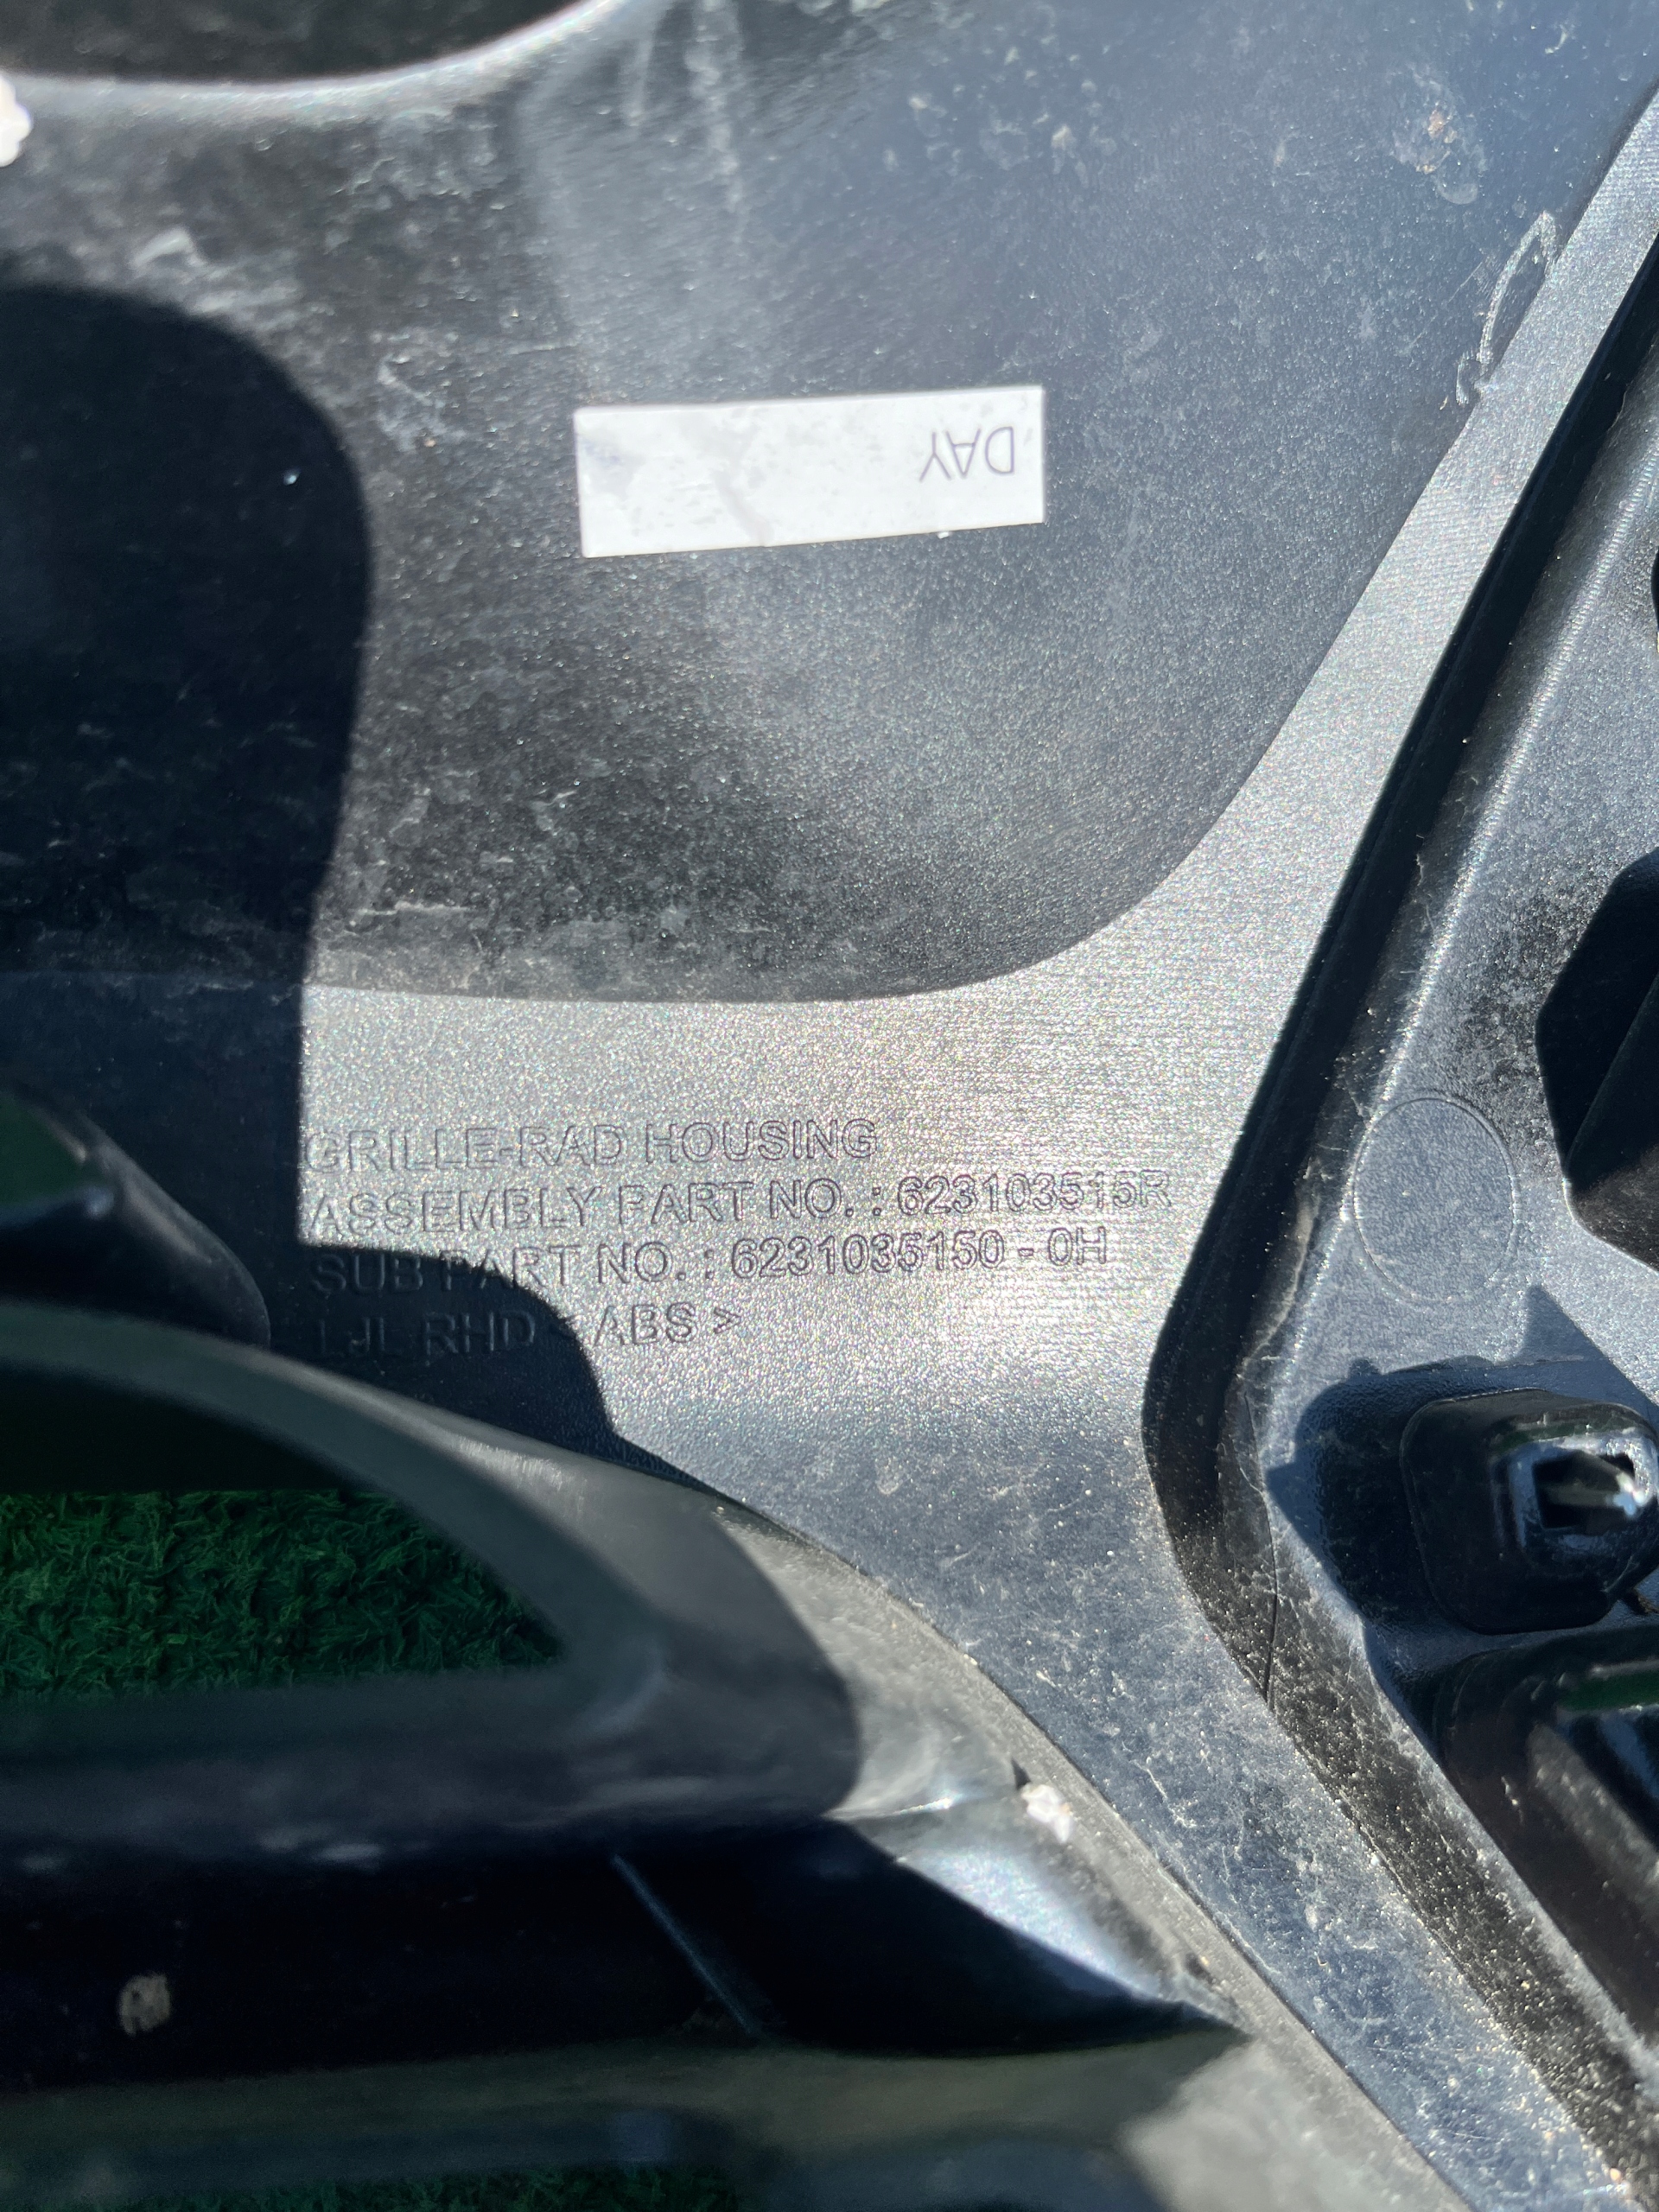 DAY
GRILLE-RAD HOUSING
ASSEMBLY PART NO. : 623103515R
SUB PART NO. : 6231035150 - 0H
LJL RHD < ABS >